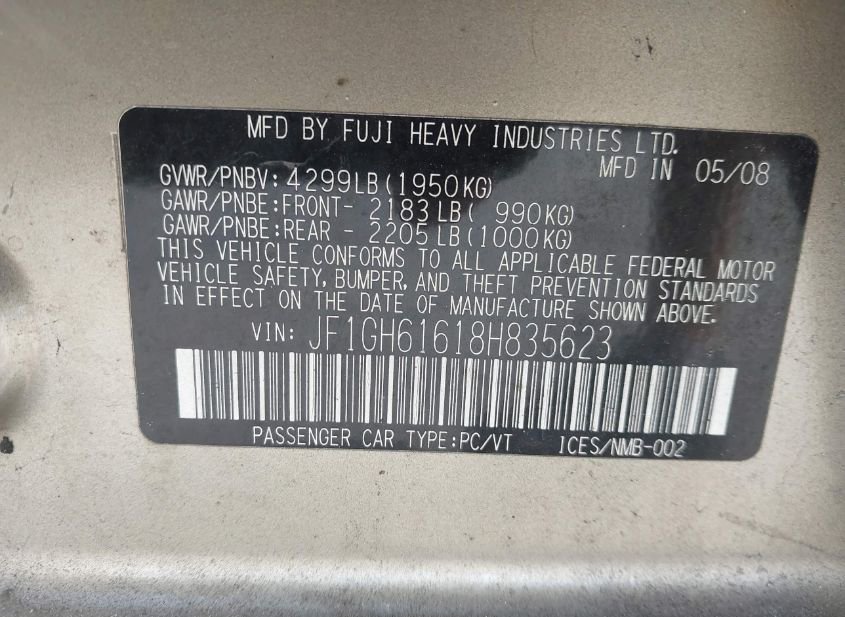 MFD BY FUJI HEAVY INDUSTRIES LTD.
MFD IN 05/08
GVWR/PNBV: 4299LB(1950KG)
GAWR/PNBE:FRONT- 2183LB( 990KG)
GAWR/PNBE:REAR - 2205LB(1000KG)
THIS VEHICLE CONFORMS TO ALL APPLICABLE FEDERAL MOTOR
VEHICLE SAFETY, BUMPER, AND THEFT PREVENTION STANDARDS
IN EFFECT ON THE DATE OF MANUFACTURE SHOWN ABOVE.
VIN: JF1GH61618H835623
PASSENGER CAR TYPE:PC/VT ICES/NMB-002